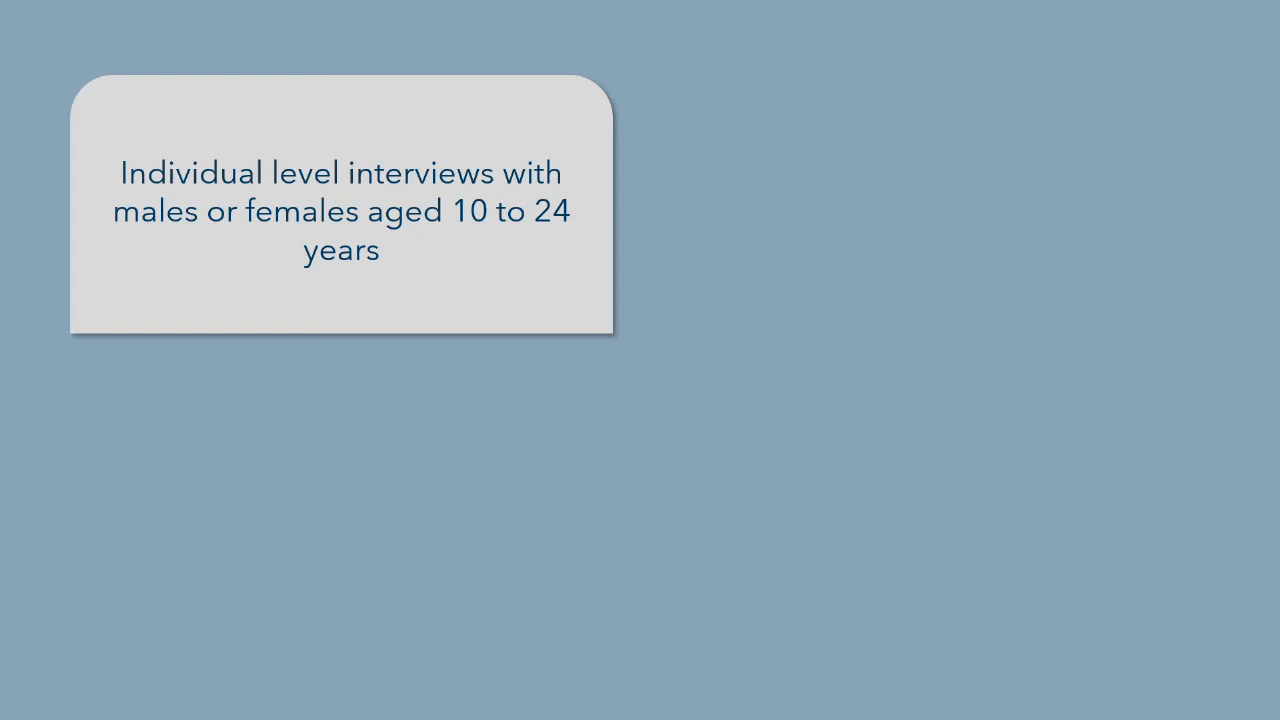 Individual level interviews with
males or females aged 10 to 24
years